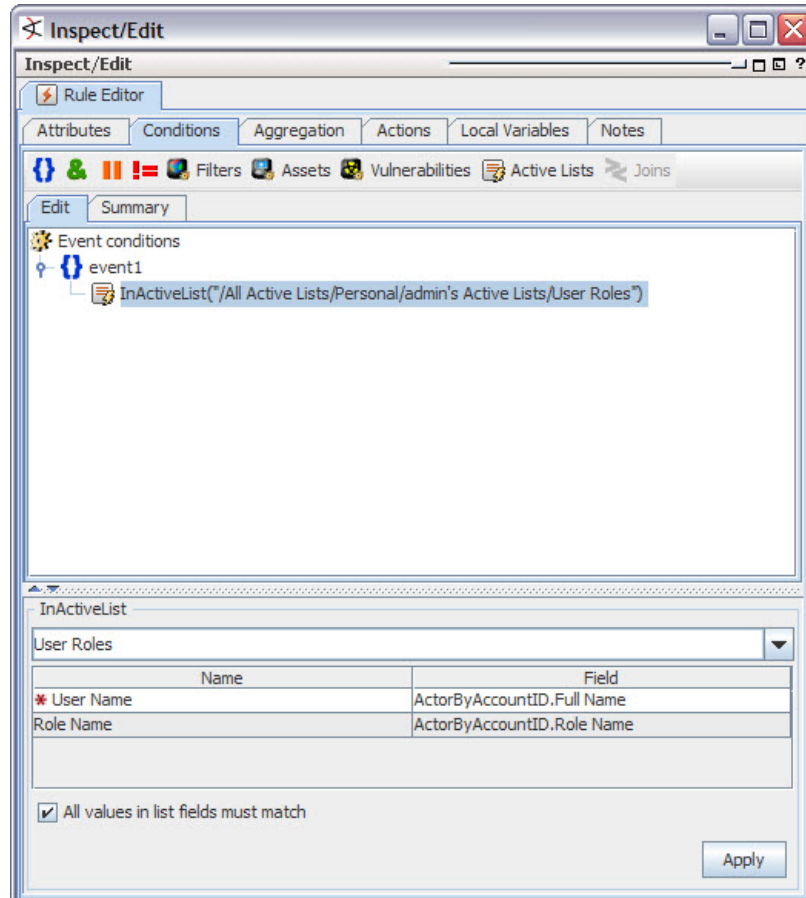 Inspect/Edit
Inspect/Edit ?
Rule Editor
Attributes Conditions Aggregation Actions Local Variables Notes
{} & || != Filters Assets Vulnerabilities Active Lists Joins
Edit Summary
Event conditions
{} event1
InActiveList("/All Active Lists/Personal/admin's Active Lists/User Roles")
InActiveList
User Roles
Name Field
* User Name ActorByAccountID.Full Name
Role Name ActorByAccountID.Role Name
All values in list fields must match
Apply